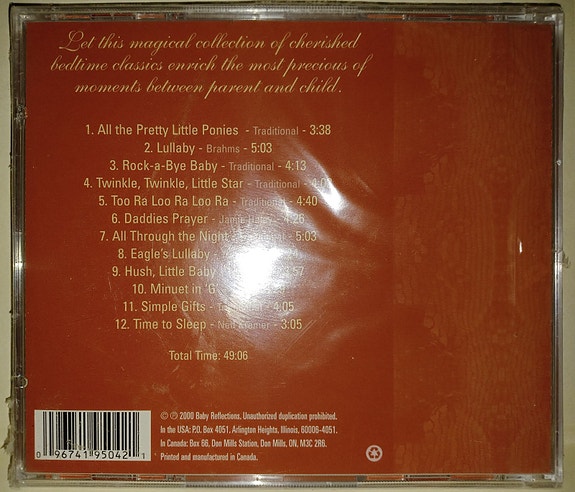 Let this magical collection of cherished
bedtime classics enrich the most precious of
moments between parent and child.
1. All the Pretty Little Ponies - Traditional - 3:38
2. Lullaby - Brahms - 5:03
3. Rock-a-Bye Baby - Traditional - 4:13
4. Twinkle, Twinkle, Little Star - Traditional -
5. Too Ra Loo Ra Loo Ra - Traditional - 4:40
6. Daddies Prayer - 4:26
7. All Through the Night - Traditional - 5:03
8. Eagle's Lullaby -
9. Hush, Little Baby
10. Minuet in 'G'
11. Simple Gifts - Traditional - 4:05
12. Time to Sleep - Ned Kremer - 3:05
Total Time: 49:06
© ℗ 2000 Baby Reflections. Unauthorized duplication prohibited.
In the USA: P.O. Box 4051, Arlington Heights, Illinois, 60006-4051.
In Canada: Box 66, Don Mills Station, Don Mills, ON, M3C 2R6.
Printed and manufactured in Canada.
0 96741 95042 1